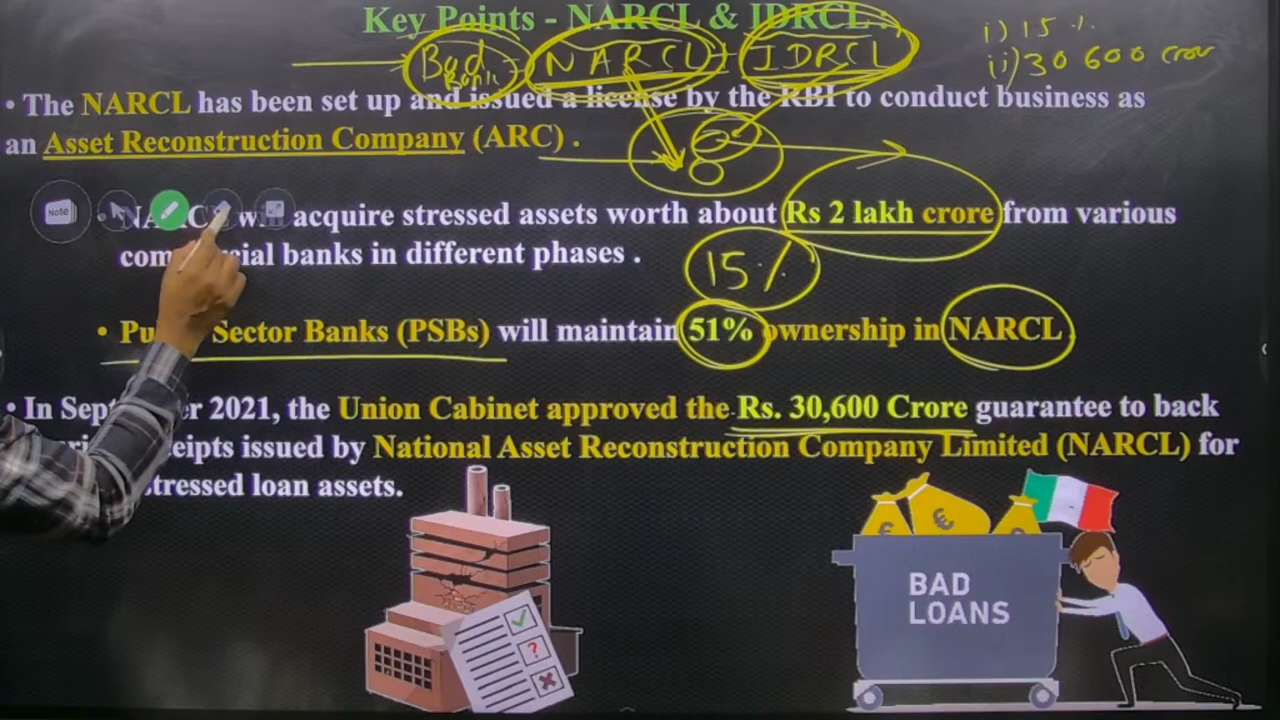 Key Points - NARCL & IDRCL :
Bad Bank - NARCL + IDRCL
i) 15 %.
ii) 30 600 Cror
• The NARCL has been set up and issued a license by the RBI to conduct business as
an Asset Reconstruction Company (ARC) .
Note
• will acquire stressed assets worth about Rs 2 lakh crore from various
banks in different phases .
15%
• Sector Banks (PSBs) will maintain 51% ownership in NARCL.
• In 2021, the Union Cabinet approved the Rs. 30,600 Crore guarantee to back
issued by National Asset Reconstruction Company Limited (NARCL) for
stressed loan assets.
€ € €
BAD
LOANS
?